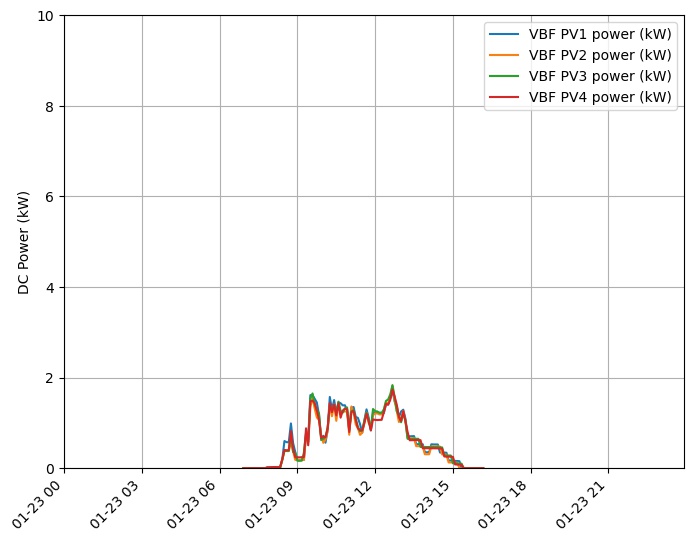 10
8
6
4
2
0
DC Power (kW)
VBF PV1 power (kW)
VBF PV2 power (kW)
VBF PV3 power (kW)
VBF PV4 power (kW)
01-23 00
01-23 03
01-23 06
01-23 09
01-23 12
01-23 15
01-23 18
01-23 21